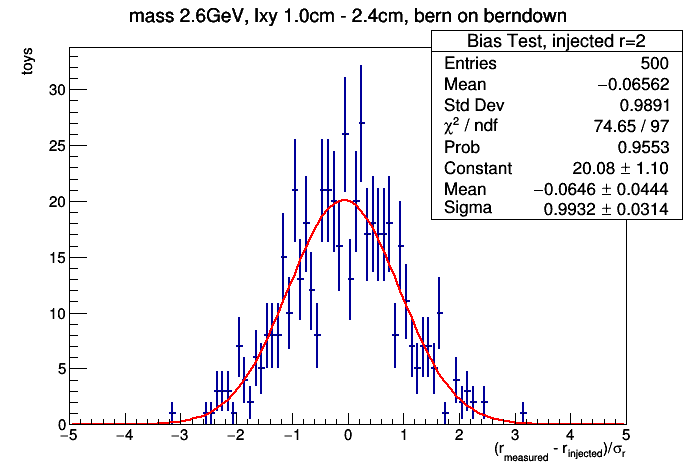 mass 2.6GeV, lxy 1.0cm - 2.4cm, bern on berndown
Bias Test, injected r=2
Entries 500
Mean −0.06562
Std Dev 0.9891
χ² / ndf 74.65 / 97
Prob 0.9553
Constant 20.08 ± 1.10
Mean −0.0646 ± 0.0444
Sigma 0.9932 ± 0.0314
toys
30
25
20
15
10
5
0
−5 −4 −3 −2 −1 0 1 2 3 4 5
(r_measured - r_injected)/σ_r